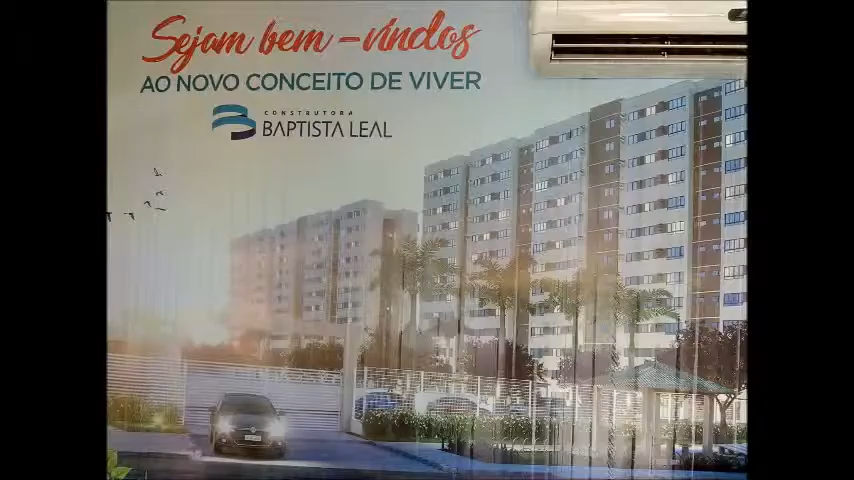 Sejam bem-vindos
AO NOVO CONCEITO DE VIVER
CONSTRUTORA
BAPTISTA LEAL